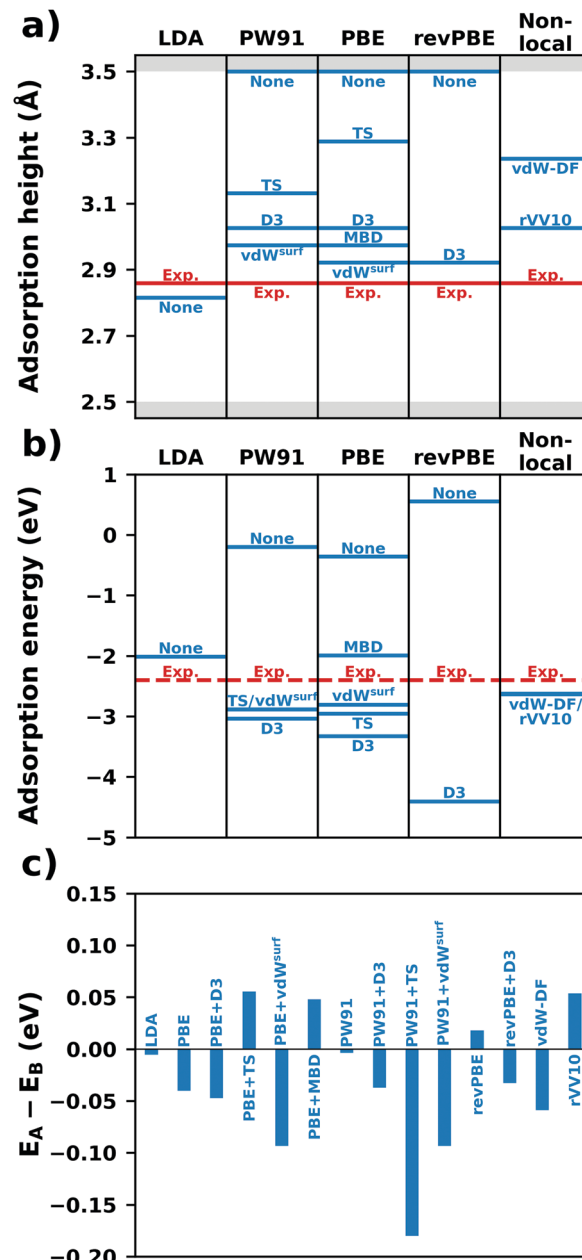 a)
LDA PW91 PBE revPBE Non-
local
Adsorption height (Å)
3.5
3.3
3.1
2.9
2.7
2.5
None None None
TS
vdW-DF
TS
D3 D3 rVV10
MBD
vdWsurf D3
vdWsurf
Exp. Exp. Exp. Exp. Exp.
None
b)
LDA PW91 PBE revPBE Non-
local
Adsorption energy (eV)
1
0
−1
−2
−3
−4
−5
None
None
None
None MBD
Exp. Exp. Exp. Exp. Exp.
TS/vdWsurf vdWsurf vdW-DF/
rVV10
D3 TS
D3
D3
c)
EA − EB (eV)
0.15
0.10
0.05
0.00
−0.05
−0.10
−0.15
−0.20
LDA
PBE
PBE+D3
PBE+TS
PBE+vdWsurf
PBE+MBD
PW91
PW91+D3
PW91+TS
PW91+vdWsurf
revPBE
revPBE+D3
vdW-DF
rVV10